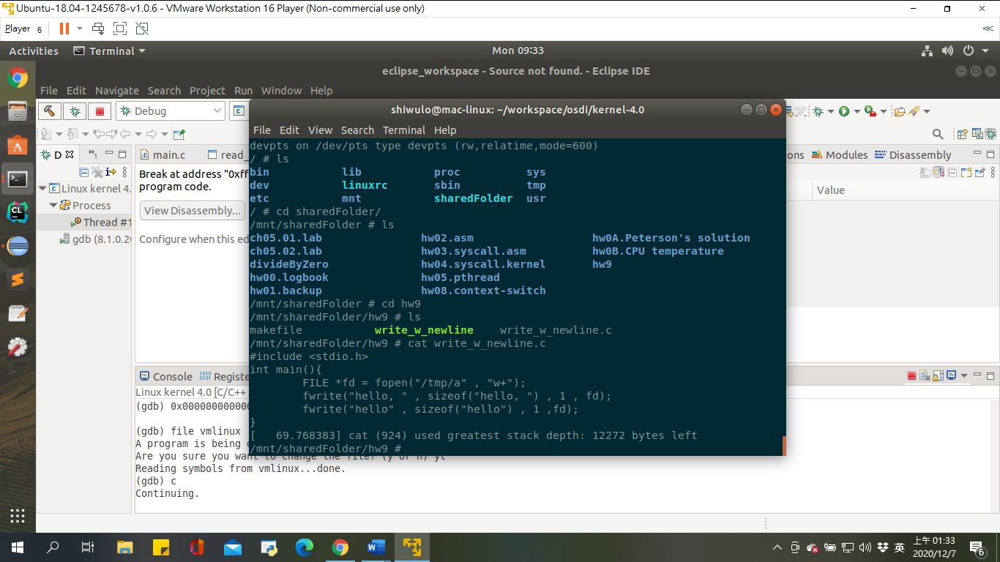 Ubuntu-18.04-1245678-v1.0.6 - VMware Workstation 16 Player (Non-commercial use only)
Player 6
Activities Terminal Mon 09:33
eclipse_workspace - Source not found. - Eclipse IDE
File Edit Navigate Search Project Run Window Help
Debug
shiwulo@mac-linux: ~/workspace/osdi/kernel-4.0
File Edit View Search Terminal Help
devpts on /dev/pts type devpts (rw,relatime,mode=600)
/ # ls
bin lib proc sys
dev linuxrc sbin tmp
etc mnt sharedFolder usr
/ # cd sharedFolder/
/mnt/sharedFolder # ls
ch05.01.lab hw02.asm hw0A.Peterson's solution
ch05.02.lab hw03.syscall.asm hw0B.CPU temperature
divideByZero hw04.syscall.kernel hw9
hw00.logbook hw05.pthread
hw01.backup hw08.context-switch
/mnt/sharedFolder # cd hw9
/mnt/sharedFolder/hw9 # ls
makefile write_w_newline write_w_newline.c
/mnt/sharedFolder/hw9 # cat write_w_newline.c
#include <stdio.h>
int main(){
FILE *fd = fopen("/tmp/a" , "w+");
fwrite("hello, " , sizeof("hello, ") , 1 , fd);
fwrite("hello" , sizeof("hello") , 1 ,fd);
}
[ 69.768383] cat (924) used greatest stack depth: 12272 bytes left
/mnt/sharedFolder/hw9 #
D
»1
main.c
read_
ons Modules Disassembly
Linux kernel 4.
Process
Thread #1
gdb (8.1.0.20
Break at address "0xff
program code.
View Disassembly...
Configure when this ed
Value
Console Registe
Linux kernel 4.0 [C/C++
(gdb) 0x000000000000
(gdb) file vmlinux
A program is being d
Are you sure you want to change the file? (y or n) y
Reading symbols from vmlinux...done.
(gdb) c
Continuing.
英
上午 01:33
2020/12/7
6